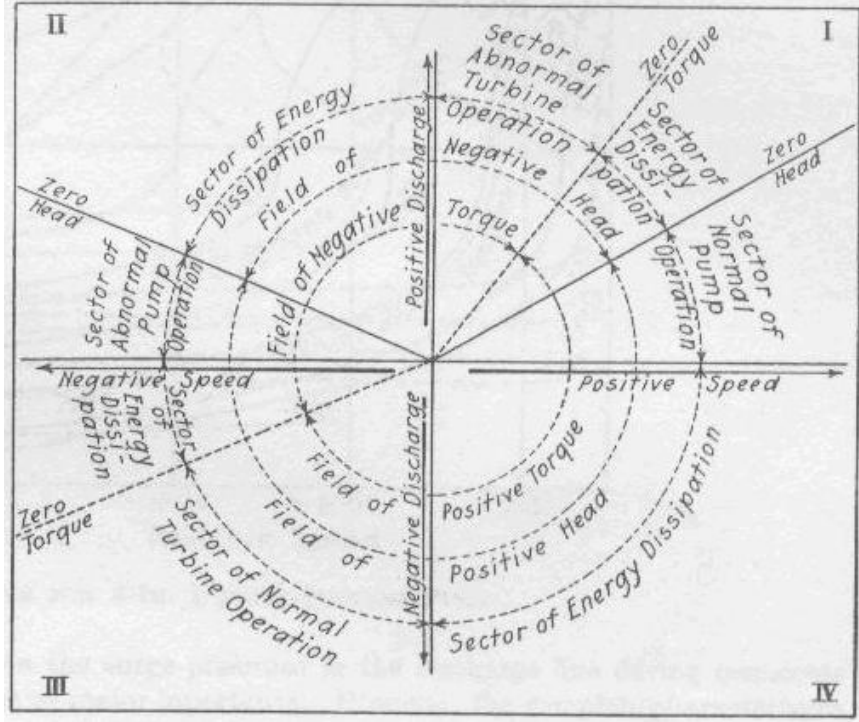 II
I
Sector of
Abnormal
Turbine
Operation
Zero
Torque
Sector of
Energy
Dissi-
pation
Zero
Head
Sector of
Normal
Pump
Operation
Sector of Energy
Dissipation
Field of
Negative
Head
Field of Negative
Torque
Positive Discharge
Zero
Head
Sector of
Abnormal
Pump
Operation
Negative Speed
Positive Speed
Sector
of
Energy
Dissi-
pation
Zero
Torque
Negative Discharge
Field of
Positive Torque
Field of
Positive Head
Sector of Normal
Turbine Operation
Sector of Energy Dissipation
III
IV